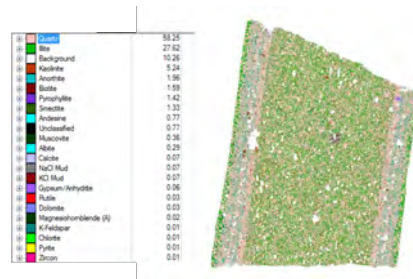 Quartz 58.25
Illite 27.62
Background 10.26
Kaolinite 5.24
Anorthite 1.96
Biotite 1.59
Pyrophyllite 1.42
Smectite 1.33
Andesine 0.77
Unclassified 0.77
Muscovite 0.36
Albite 0.29
Calcite 0.07
NaCl Mud 0.07
KCl Mud 0.07
Gypsum/Anhydrite 0.06
Rutile 0.03
Dolomite 0.03
Magnesiohornblende (A) 0.02
K-Feldspar 0.01
Chlorite 0.01
Pyrite 0.01
Zircon 0.01